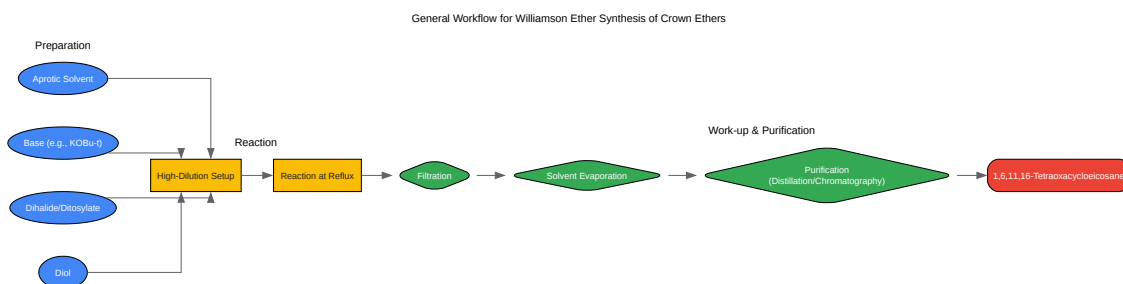 General Workflow for Williamson Ether Synthesis of Crown Ethers
Preparation
Aprotic Solvent
Base (e.g., KOBu-t)
Dihalide/Ditosylate
Diol
Reaction
High-Dilution Setup
Reaction at Reflux
Work-up & Purification
Filtration
Solvent Evaporation
Purification
(Distillation/Chromatography)
1,6,11,16-Tetraoxacycloeicosane